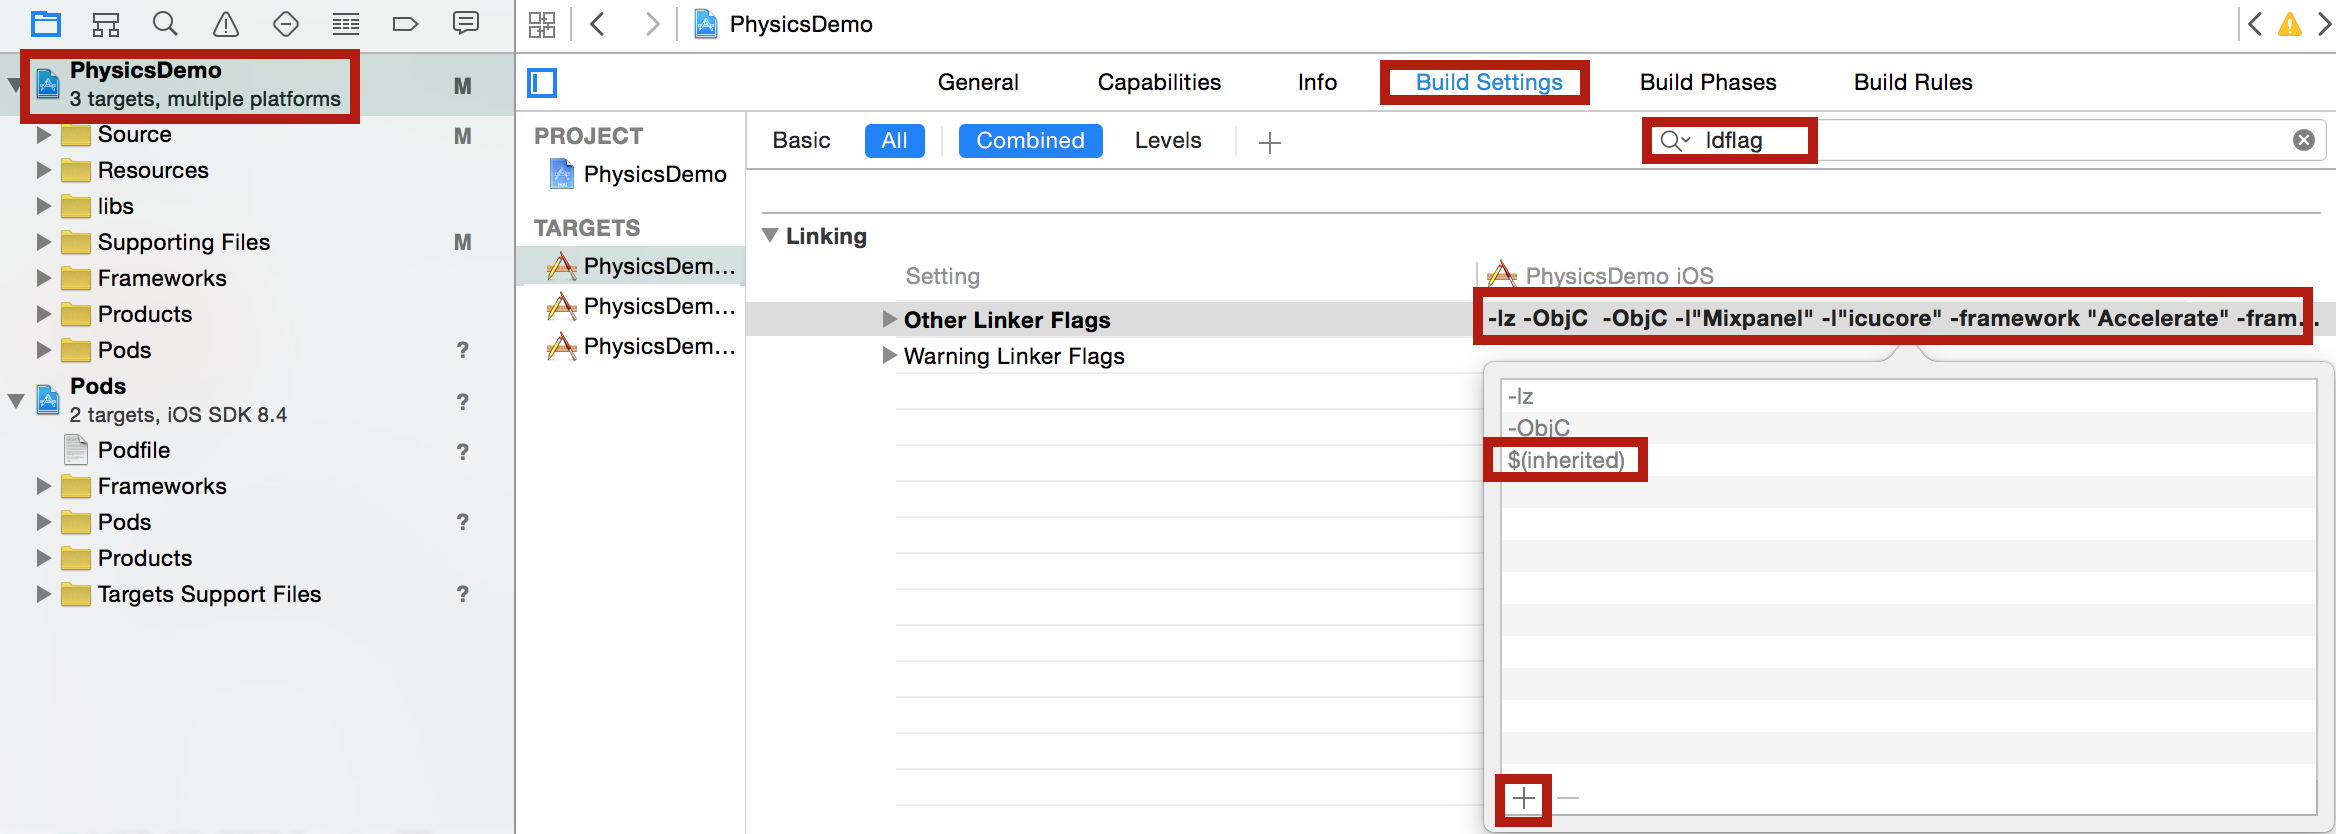 PhysicsDemo
3 targets, multiple platforms
M
Source
M
Resources
libs
Supporting Files
M
Frameworks
Products
Pods
?
Pods
2 targets, iOS SDK 8.4
?
Podfile
?
Frameworks
Pods
?
Products
Targets Support Files
?
PhysicsDemo
General Capabilities Info Build Settings Build Phases Build Rules
PROJECT
PhysicsDemo
TARGETS
PhysicsDem...
PhysicsDem...
PhysicsDem...
Basic All Combined Levels
ldflag
Linking
Setting
PhysicsDemo iOS
Other Linker Flags
-lz -ObjC -ObjC -l"Mixpanel" -l"icucore" -framework "Accelerate" -fram...
Warning Linker Flags
-lz
-ObjC
$(inherited)